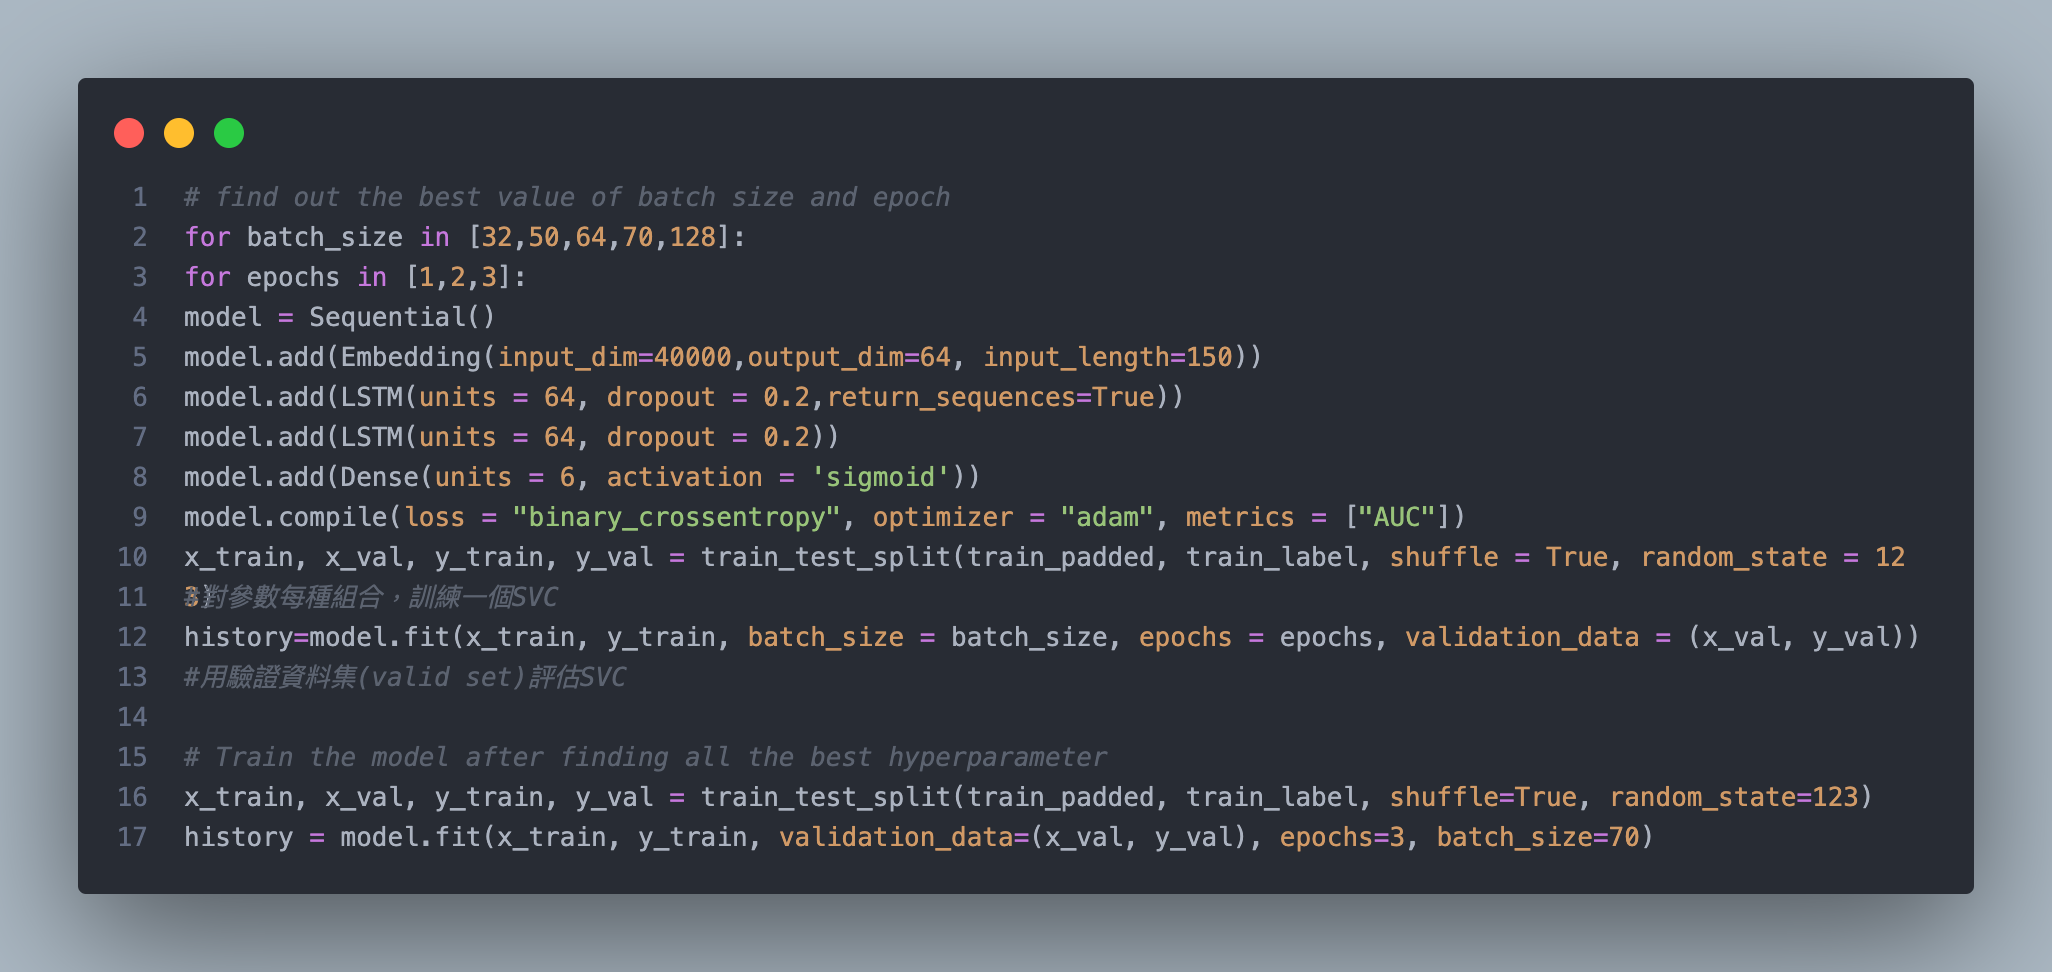 1 # find out the best value of batch size and epoch
2 for batch_size in [32,50,64,70,128]:
3 for epochs in [1,2,3]:
4 model = Sequential()
5 model.add(Embedding(input_dim=40000,output_dim=64, input_length=150))
6 model.add(LSTM(units = 64, dropout = 0.2,return_sequences=True))
7 model.add(LSTM(units = 64, dropout = 0.2))
8 model.add(Dense(units = 6, activation = 'sigmoid'))
9 model.compile(loss = "binary_crossentropy", optimizer = "adam", metrics = ["AUC"])
10 x_train, x_val, y_train, y_val = train_test_split(train_padded, train_label, shuffle = True, random_state = 12
3)
11 #對參數每種組合，訓練一個SVC
12 history=model.fit(x_train, y_train, batch_size = batch_size, epochs = epochs, validation_data = (x_val, y_val))
13 #用驗證資料集(valid set)評估SVC
14
15 # Train the model after finding all the best hyperparameter
16 x_train, x_val, y_train, y_val = train_test_split(train_padded, train_label, shuffle=True, random_state=123)
17 history = model.fit(x_train, y_train, validation_data=(x_val, y_val), epochs=3, batch_size=70)